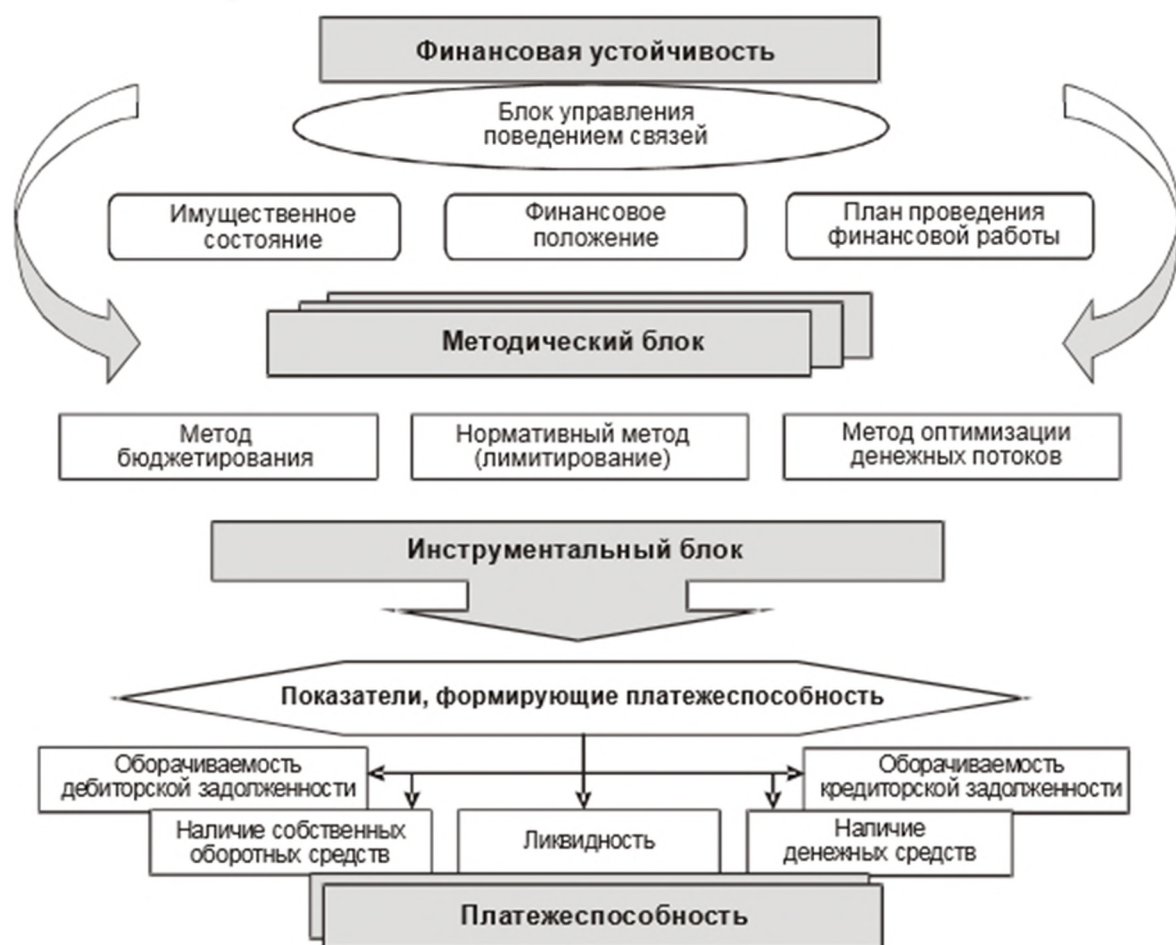 Финансовая устойчивость
Блок управления
поведением связей
Имущественное
состояние
Финансовое
положение
План проведения
финансовой работы
Методический блок
Метод
бюджетирования
Нормативный метод
(лимитирование)
Метод оптимизации
денежных потоков
Инструментальный блок
Показатели, формирующие платежеспособность
Оборачиваемость
дебиторской задолженности
Оборачиваемость
кредиторской задолженности
Наличие собственных
оборотных средств
Ликвидность
Наличие
денежных средств
Платежеспособность